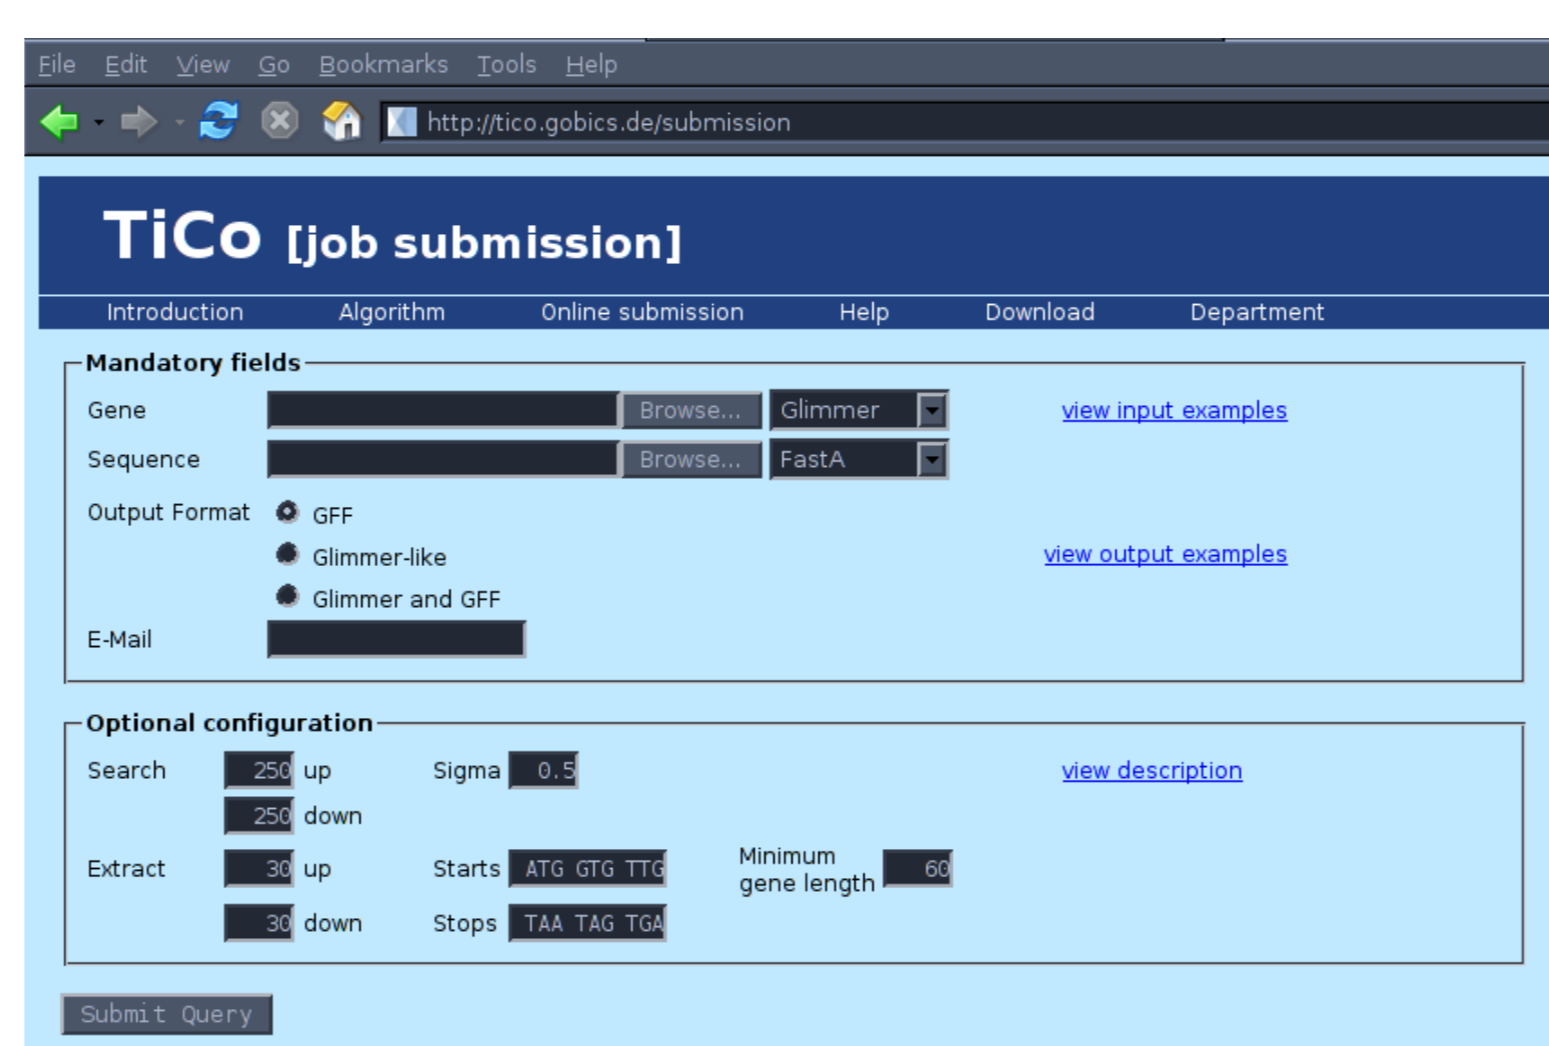 File Edit View Go Bookmarks Tools Help
http://tico.gobics.de/submission
TiCo [job submission]
Introduction Algorithm Online submission Help Download Department
Mandatory fields
Gene Browse... Glimmer view input examples
Sequence Browse... FastA
Output Format GFF
Glimmer-like view output examples
Glimmer and GFF
E-Mail
Optional configuration
Search 250 up Sigma 0.5 view description
250 down
Extract 30 up Starts ATG GTG TTG Minimum gene length 60
30 down Stops TAA TAG TGA
Submit Query